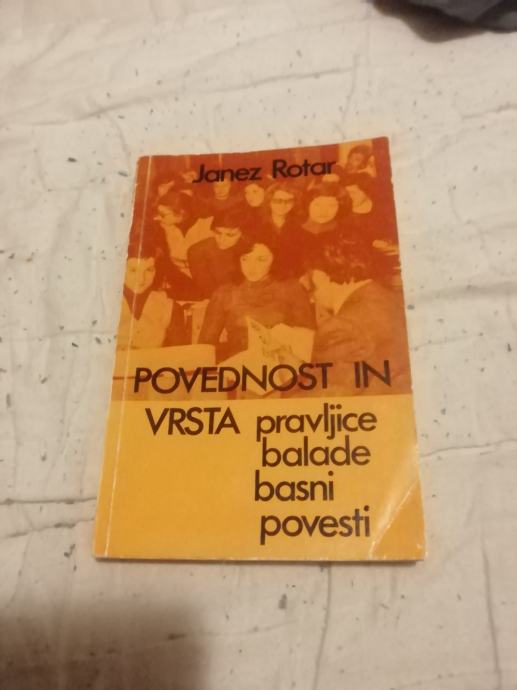 Janez Rotar
POVEDNOST IN
VRSTA pravljice
balade
basni
povesti